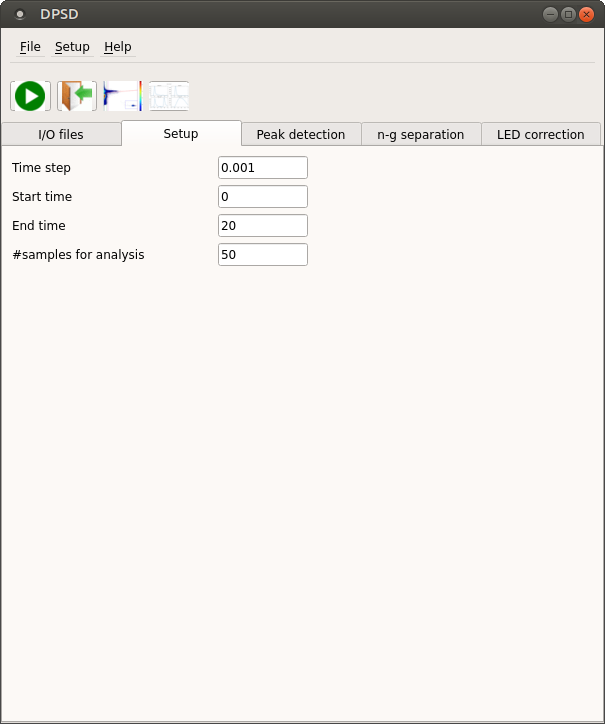 DPSD
File Setup Help
I/O files Setup Peak detection n-g separation LED correction
Time step 0.001
Start time 0
End time 20
#samples for analysis 50